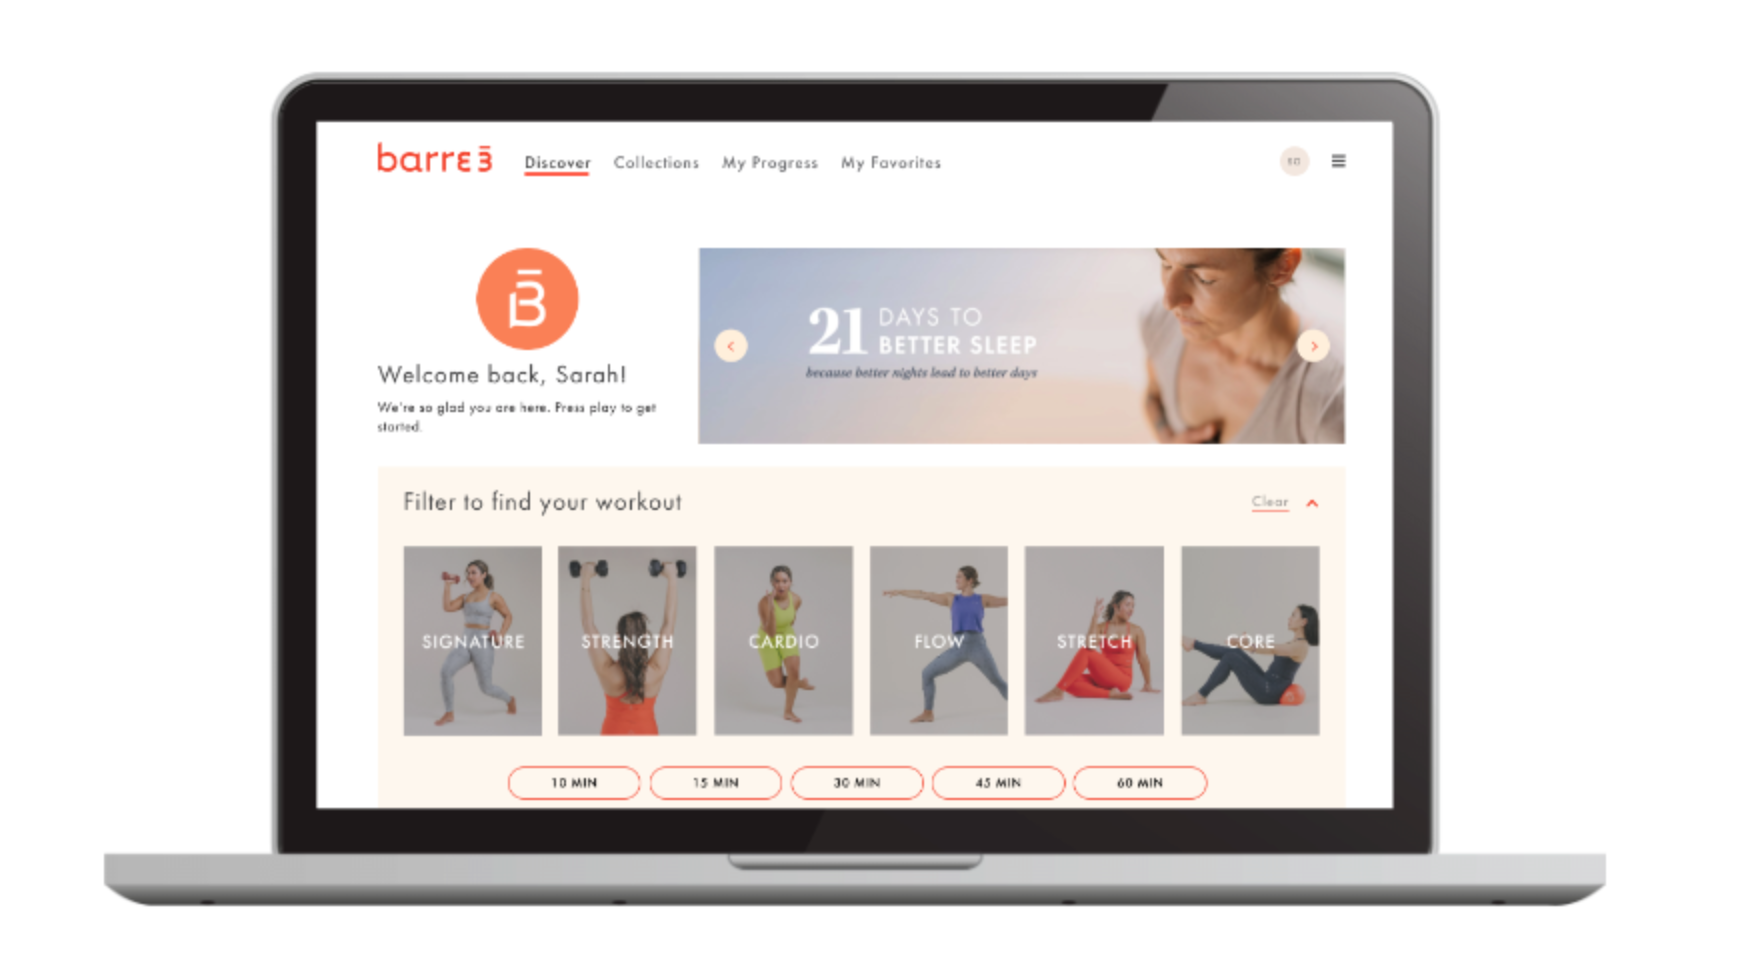 barre3 Discover Collections My Progress My Favorites
B
Welcome back, Sarah!
We're so glad you are here. Press play to get
started.
21 DAYS TO
BETTER SLEEP
because better nights lead to better days
Filter to find your workout Clear
SIGNATURE STRENGTH CARDIO FLOW STRETCH CORE
10 MIN 15 MIN 30 MIN 45 MIN 60 MIN